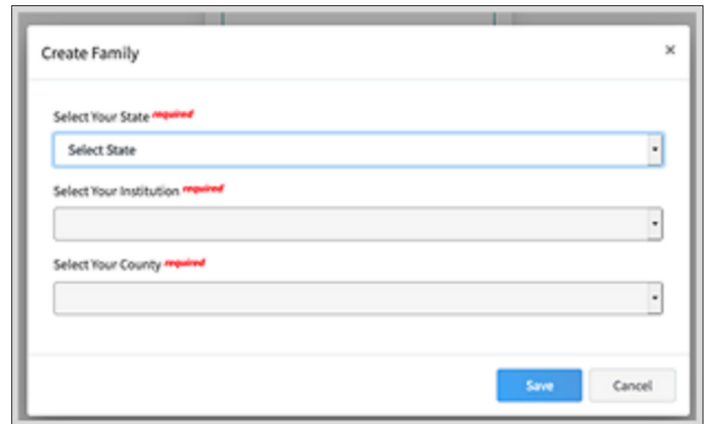 Create Family ×
Select Your State required
Select State
Select Your Institution required
Select Your County required
Save Cancel